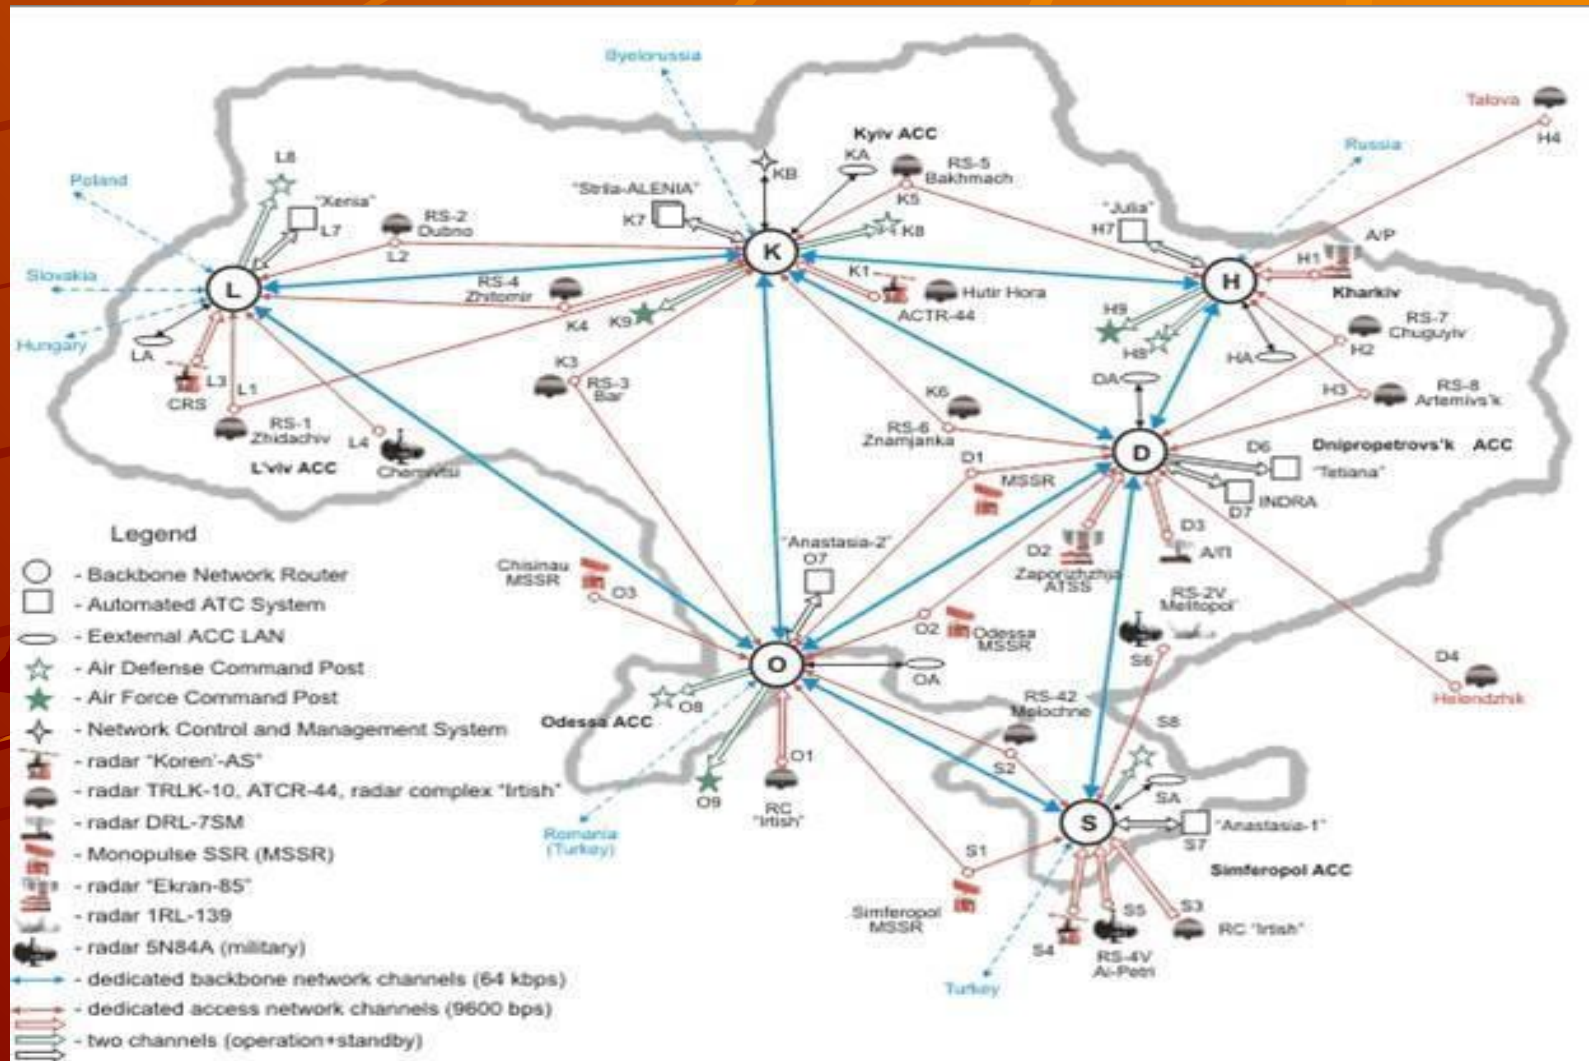 Byelorussia
Talova
H4
Kyiv ACC
Russia
L8
KB
KA
RS-5
Bakhmach
K5
Poland
"Xenia"
L7
RS-2
Dubno
L2
"Strila-ALENIA"
K7
K8
"Julia"
H7
A/P
H1
K
Slovakia
L
RS-4
Zhitomir
K4
K9
K1
Hutir Hora
ACTR-44
H
Kharkiv
H9
H8
HA
RS-7
Chuguyiv
H2
Hungary
LA
L3
CRS
L1
K3
RS-3
Bar
DA
K6
RS-6
Znamjanka
H3
RS-8
Artemivs'k
RS-1
Zhidachiv
L4
Chernivtsi
L'viv ACC
D
D1
MSSR
Dnipropetrovs'k ACC
D6
"Tetiana"
INDRA
D7
D2
Zaporizhzhja
ATSS
D3
А/П
"Anastasia-2"
O7
Chisinau
MSSR
O3
O2
Odessa
MSSR
RS-2V
Melitopol'
S6
D4
Helendzhik
O
OA
O8
Odessa ACC
O9
O1
RC
"Irtish"
RS-42
Molochne
S2
S8
SA
S
"Anastasia-1"
S7
Simferopol ACC
Romania
(Turkey)
S1
Simferopol
MSSR
S4
S5
RS-4V
Ai-Petri
S3
RC "Irtish"
Turkey
Legend
- Backbone Network Router
- Automated ATC System
- Eexternal ACC LAN
- Air Defense Command Post
- Air Force Command Post
- Network Control and Management System
- radar "Koren'-AS"
- radar TRLK-10, ATCR-44, radar complex "Irtish"
- radar DRL-7SM
- Monopulse SSR (MSSR)
- radar "Ekran-85"
- radar 1RL-139
- radar 5N84A (military)
- dedicated backbone network channels (64 kbps)
- dedicated access network channels (9600 bps)
- two channels (operation+standby)